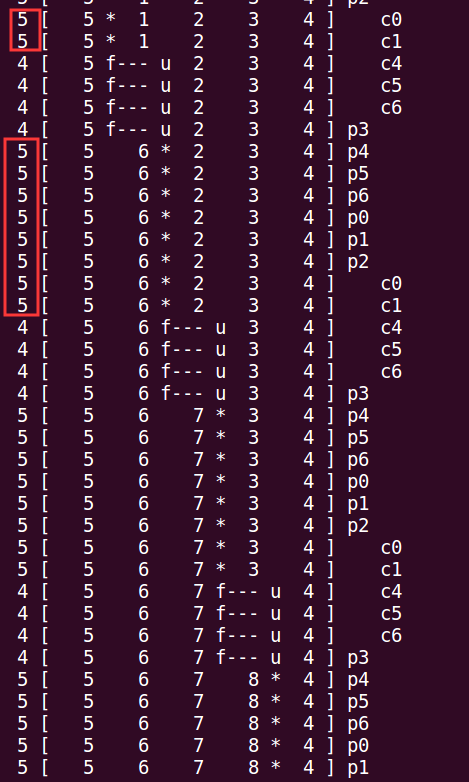 5 [   5 *  1    2    3    4 ]    c0
5 [   5 *  1    2    3    4 ]    c1
4 [   5 f--- u  2    3    4 ]    c4
4 [   5 f--- u  2    3    4 ]    c5
4 [   5 f--- u  2    3    4 ]    c6
4 [   5 f--- u  2    3    4 ] p3
5 [   5    6 *  2    3    4 ] p4
5 [   5    6 *  2    3    4 ] p5
5 [   5    6 *  2    3    4 ] p6
5 [   5    6 *  2    3    4 ] p0
5 [   5    6 *  2    3    4 ] p1
5 [   5    6 *  2    3    4 ] p2
5 [   5    6 *  2    3    4 ]    c0
5 [   5    6 *  2    3    4 ]    c1
4 [   5    6 f--- u  3    4 ]    c4
4 [   5    6 f--- u  3    4 ]    c5
4 [   5    6 f--- u  3    4 ]    c6
4 [   5    6 f--- u  3    4 ] p3
5 [   5    6    7 *  3    4 ] p4
5 [   5    6    7 *  3    4 ] p5
5 [   5    6    7 *  3    4 ] p6
5 [   5    6    7 *  3    4 ] p0
5 [   5    6    7 *  3    4 ] p1
5 [   5    6    7 *  3    4 ] p2
5 [   5    6    7 *  3    4 ]    c0
5 [   5    6    7 *  3    4 ]    c1
4 [   5    6    7 f--- u  4 ]    c4
4 [   5    6    7 f--- u  4 ]    c5
4 [   5    6    7 f--- u  4 ]    c6
4 [   5    6    7 f--- u  4 ] p3
5 [   5    6    7    8 *  4 ] p4
5 [   5    6    7    8 *  4 ] p5
5 [   5    6    7    8 *  4 ] p6
5 [   5    6    7    8 *  4 ] p0
5 [   5    6    7    8 *  4 ] p1